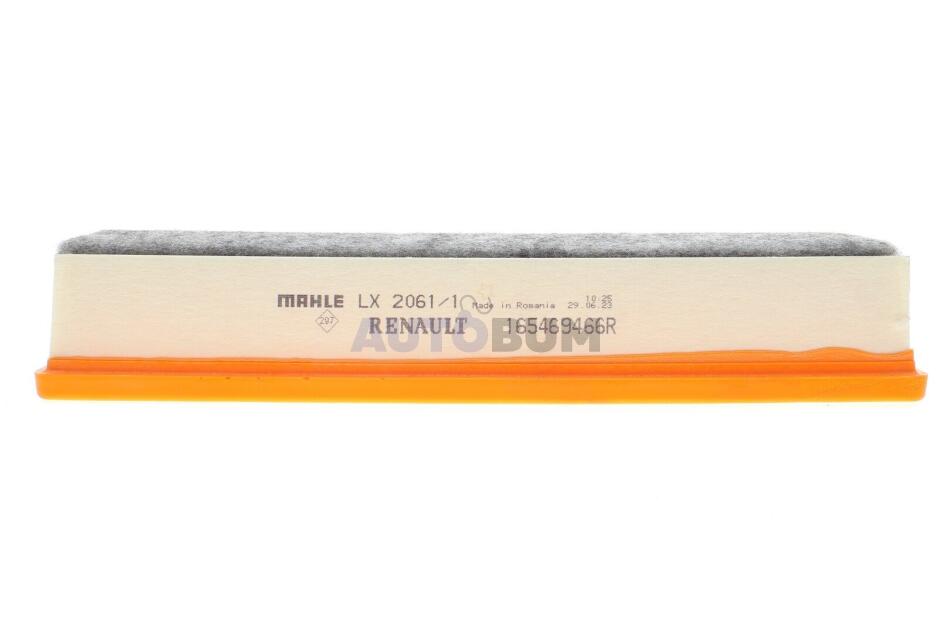 MAHLE LX 2061/1 Made in Romania 10:25
29.06.23
297 RENAULT 165469466R
AUTOBUM